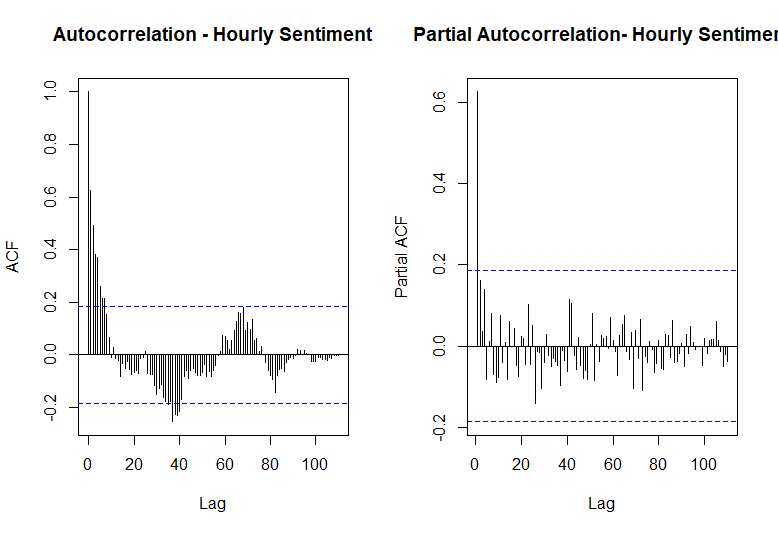 Autocorrelation - Hourly Sentiment
ACF
1.0
0.8
0.6
0.4
0.2
0.0
-0.2
0 20 40 60 80 100
Lag
Partial Autocorrelation- Hourly Sentimen
Partial ACF
0.6
0.4
0.2
0.0
-0.2
0 20 40 60 80 100
Lag